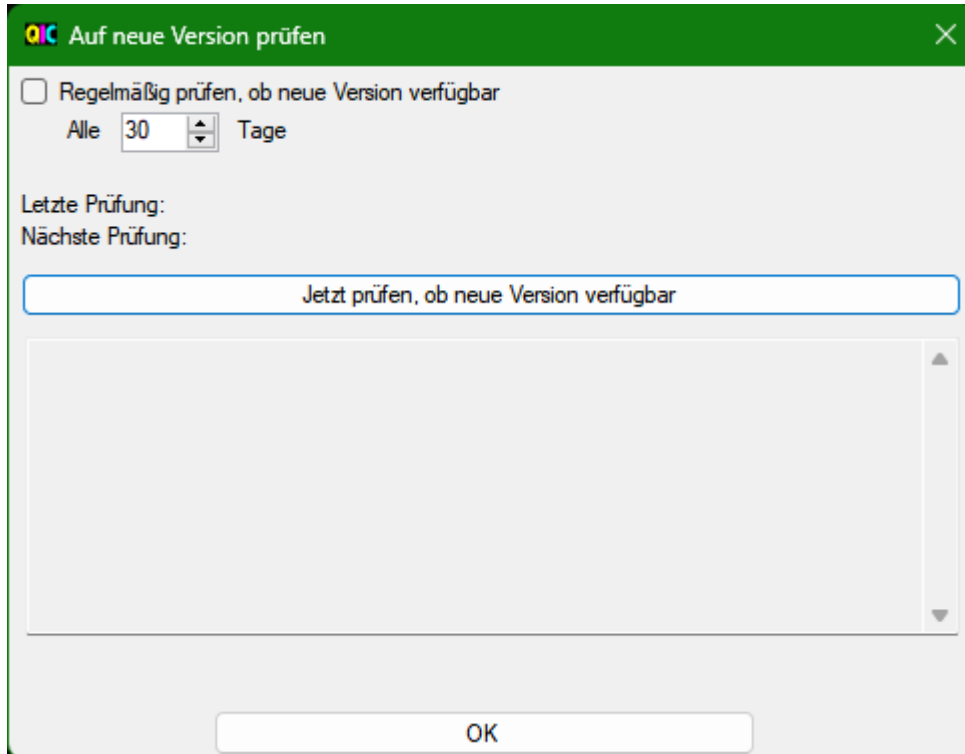 QIC Auf neue Version prüfen
Regelmäßig prüfen, ob neue Version verfügbar
Alle 30 Tage
Letzte Prüfung:
Nächste Prüfung:
Jetzt prüfen, ob neue Version verfügbar
OK